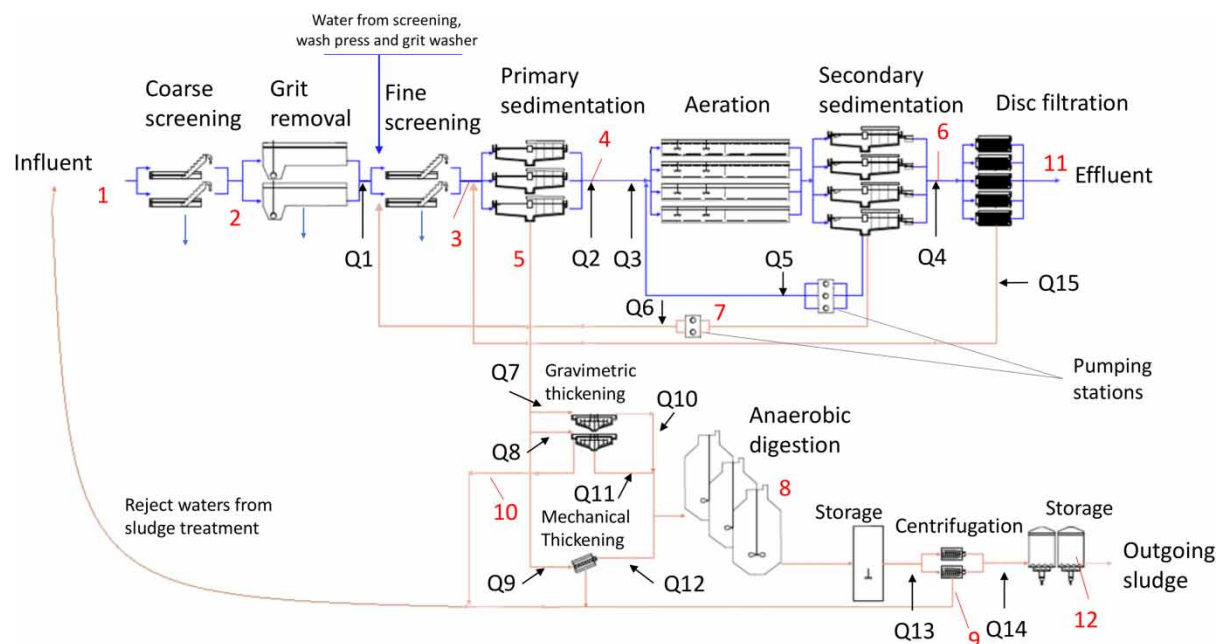 Water from screening,
wash press and grit washer
Coarse
screening
Grit
removal
Fine
screening
Primary
sedimentation
Aeration
Secondary
sedimentation
Disc filtration
Influent
1
2
3
4
5
6
11
Effluent
Q1
Q2
Q3
Q4
Q5
Q6
7
Q15
Pumping
stations
Q7
Gravimetric
thickening
Q10
Q8
Anaerobic
digestion
8
10
Q11
Reject waters from
sludge treatment
Mechanical
Thickening
Q9
Q12
Storage
Centrifugation
Storage
Outgoing
sludge
Q13
9
Q14
12